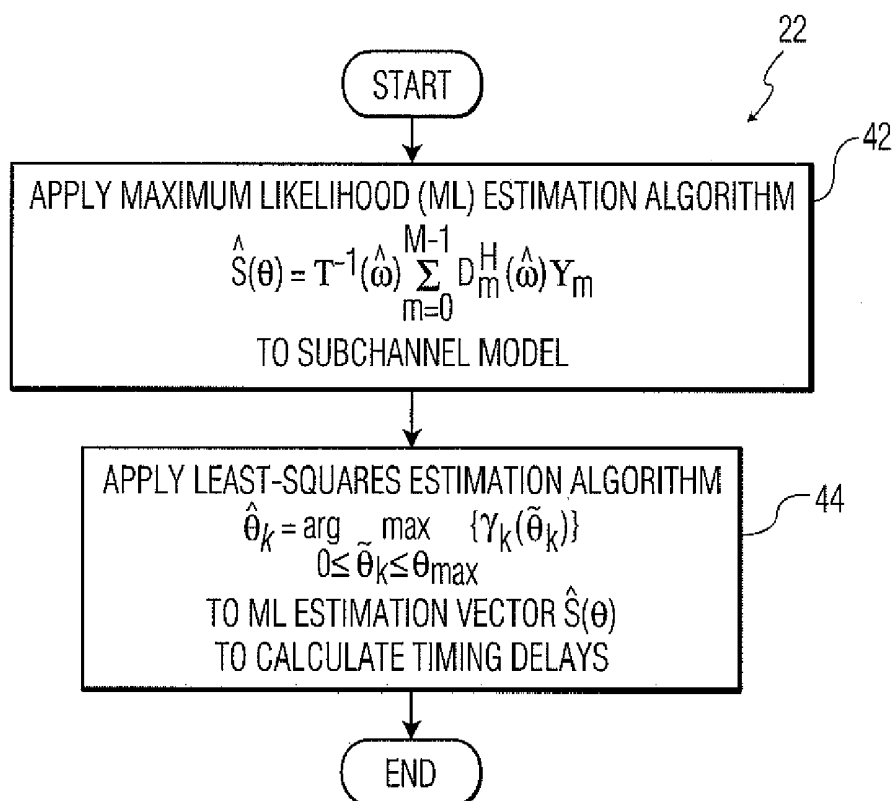 22
START
42
APPLY MAXIMUM LIKELIHOOD (ML) ESTIMATION ALGORITHM
Ŝ(θ) = T⁻¹(ω̂) ∑_{m=0}^{M-1} D_m^H(ω̂) Y_m
TO SUBCHANNEL MODEL
44
APPLY LEAST-SQUARES ESTIMATION ALGORITHM
θ̂_k = arg max {γ_k(θ̃_k)}
0≤ θ̃_k ≤ θ_max
TO ML ESTIMATION VECTOR Ŝ(θ)
TO CALCULATE TIMING DELAYS
END